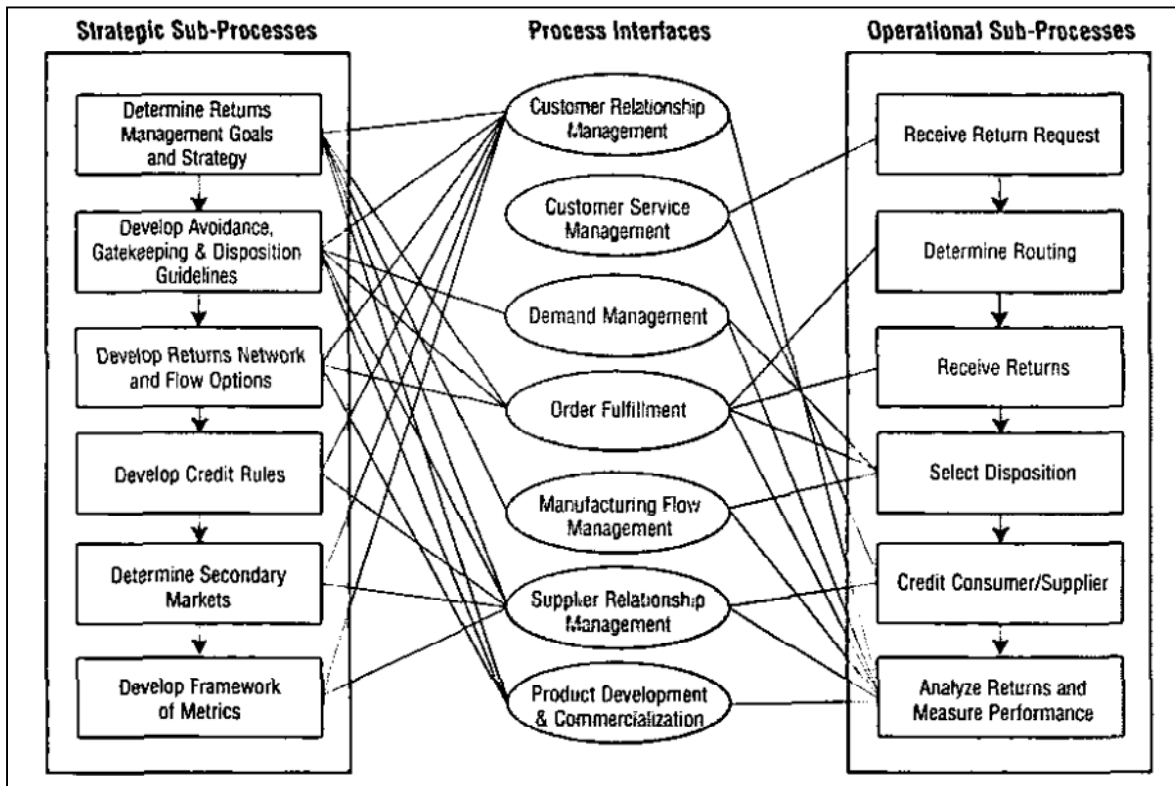 Strategic Sub-Processes
Determine Returns
Management Goals
and Strategy
Develop Avoidance,
Gatekeeping & Disposition
Guidelines
Develop Returns Network
and Flow Options
Develop Credit Rules
Determine Secondary
Markets
Develop Framework
of Metrics
Process Interfaces
Customer Relationship
Management
Customer Service
Management
Demand Management
Order Fulfillment
Manufacturing Flow
Management
Supplier Relationship
Management
Product Development
& Commercialization
Operational Sub-Processes
Receive Return Request
Determine Routing
Receive Returns
Select Disposition
Credit Consumer/Supplier
Analyze Returns and
Measure Performance